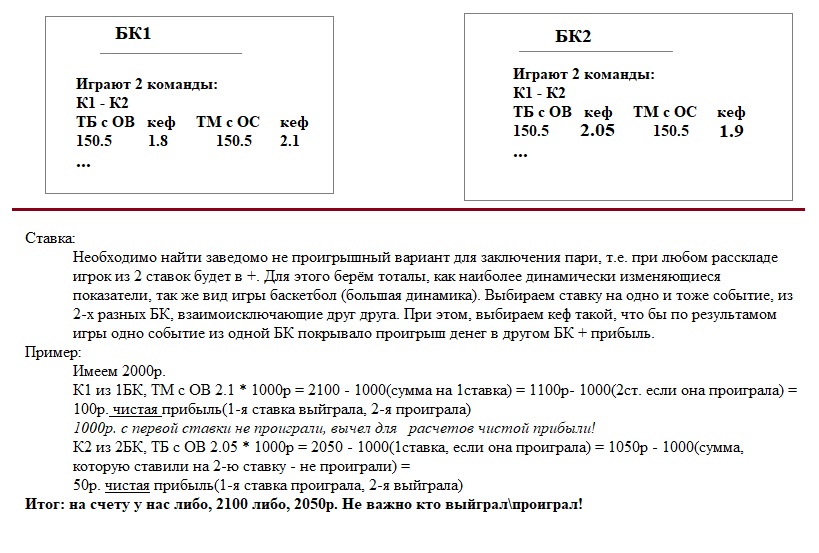 БК1
Играют 2 команды:
К1 - К2
ТБ с ОВ кеф ТМ с ОС кеф
150.5 1.8 150.5 2.1
...
БК2
Играют 2 команды:
К1 - К2
ТБ с ОВ кеф ТМ с ОС кеф
150.5 2.05 150.5 1.9
...
Ставка:
Необходимо найти заведомо не проигрышный вариант для заключения пари, т.е. при любом расскладе
игрок из 2 ставок будет в +. Для этого берём тоталы, как наиболее динамически изменяющиеся
показатели, так же вид игры баскетбол (большая динамика). Выбираем ставку на одно и тоже событие, из
2-х разных БК, взаимоисключающие друг друга. При этом, выбираем кеф такой, что бы по результамом
игры одно событие из одной БК покрывало проигрыш денег в другом БК + прибыль.
Пример:
Имеем 2000р.
К1 из 1БК, ТМ с ОВ 2.1 * 1000р = 2100 - 1000(сумма на 1ставка) = 1100р- 1000(2ст. если она проиграла) =
100р. чистая прибыль(1-я ставка выйграла, 2-я проиграла)
1000р. с первой ставки не проиграли, вычел для расчетов чистой прибыли!
К2 из 2БК, ТБ с ОВ 2.05 * 1000р = 2050 - 1000(1ставка, если она проиграла) = 1050р - 1000(сумма,
которую ставили на 2-ю ставку - не проиграли) =
50р. чистая прибыль(1-я ставка проиграла, 2-я выйграла)
Итог: на счету у нас либо, 2100 либо, 2050р. Не важно кто выйграл\проиграл!